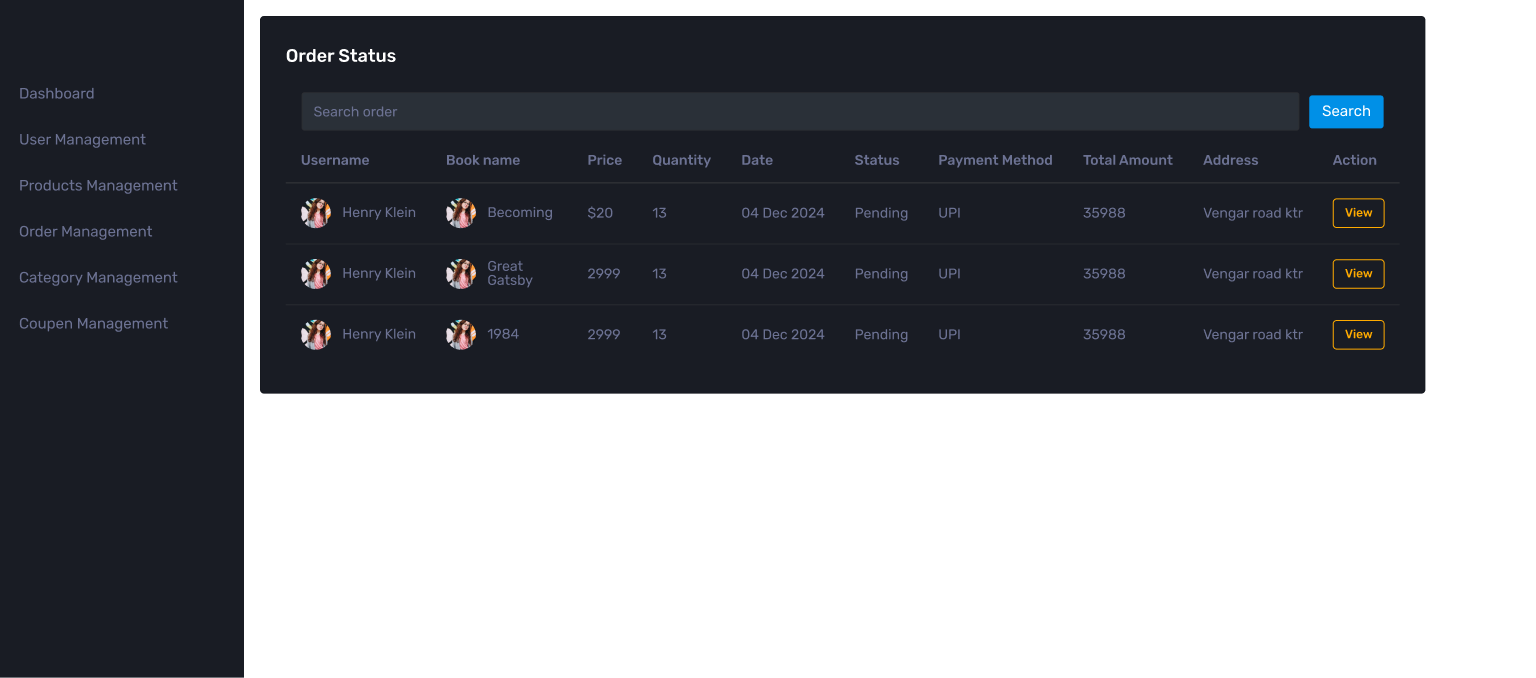 Dashboard
User Management
Products Management
Order Management
Category Management
Coupen Management
Order Status
Search order
Search
Username Book name Price Quantity Date Status Payment Method Total Amount Address Action
Henry Klein Becoming $20 13 04 Dec 2024 Pending UPI 35988 Vengar road ktr View
Henry Klein Great
Gatsby 2999 13 04 Dec 2024 Pending UPI 35988 Vengar road ktr View
Henry Klein 1984 2999 13 04 Dec 2024 Pending UPI 35988 Vengar road ktr View